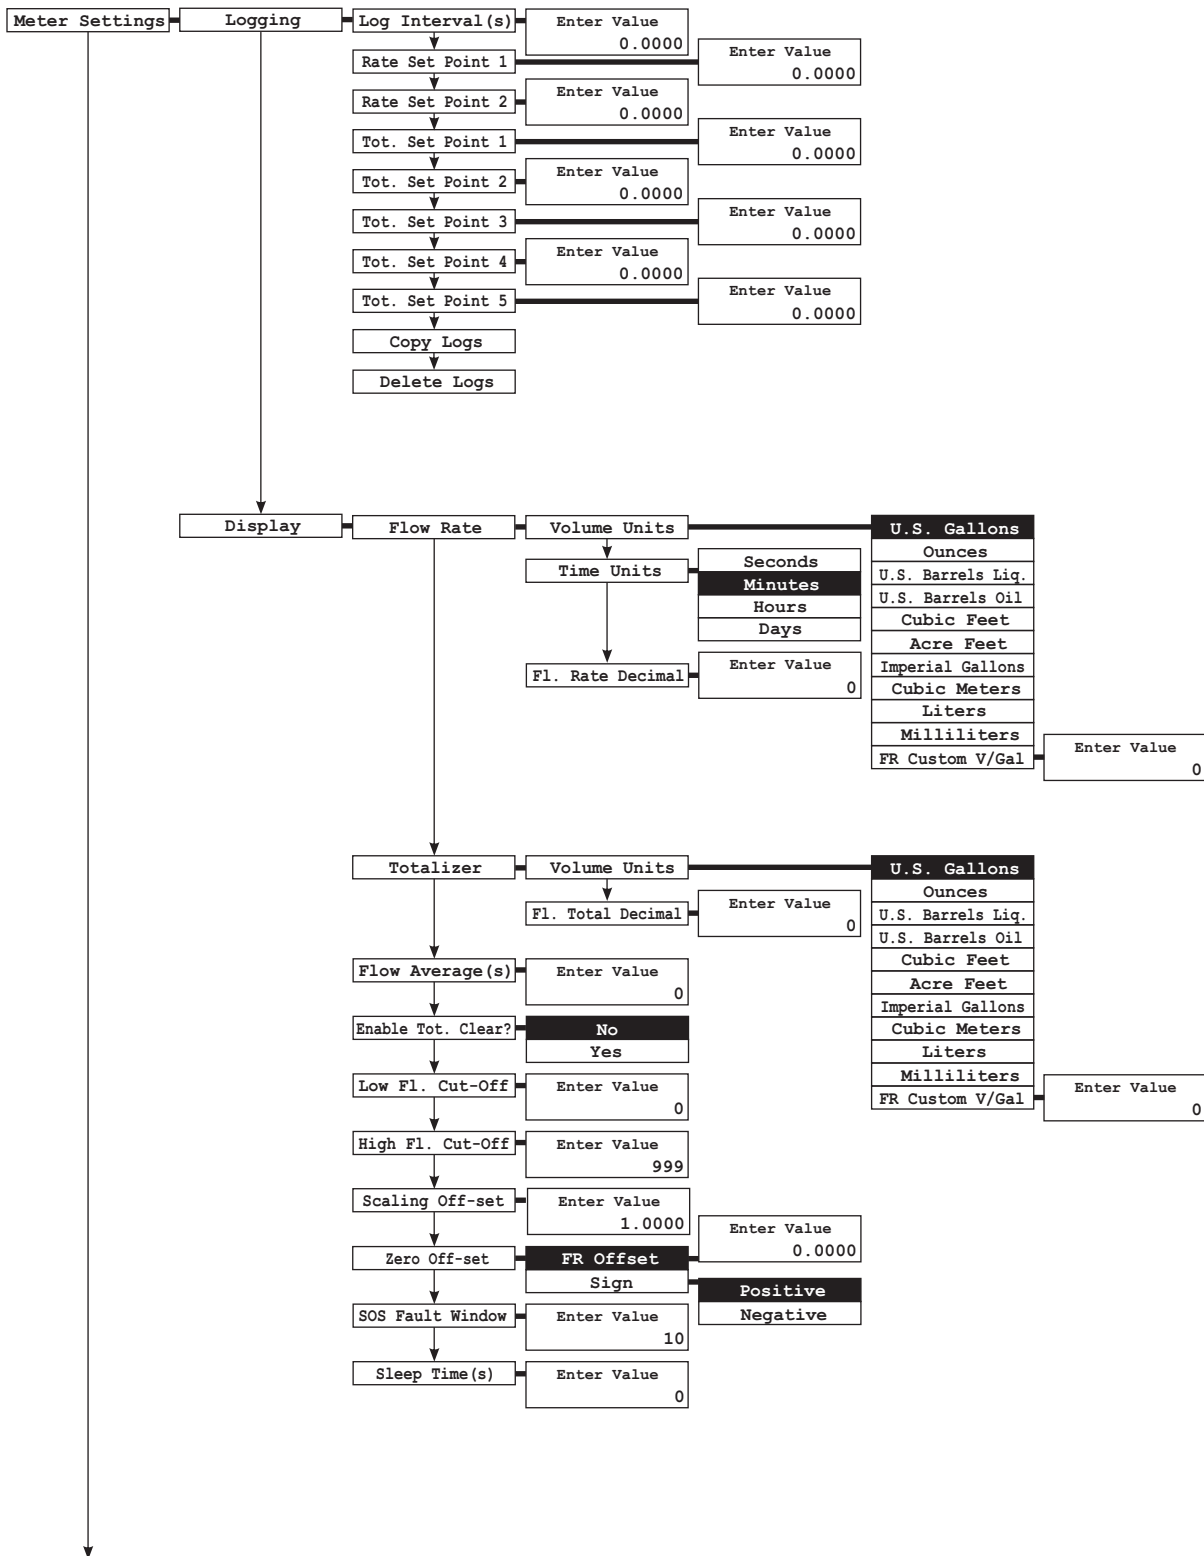 Meter Settings
Logging
Log Interval(s)
Enter Value
0.0000
Rate Set Point 1
Enter Value
0.0000
Rate Set Point 2
Enter Value
0.0000
Tot. Set Point 1
Enter Value
0.0000
Tot. Set Point 2
Enter Value
0.0000
Tot. Set Point 3
Enter Value
0.0000
Tot. Set Point 4
Enter Value
0.0000
Tot. Set Point 5
Enter Value
0.0000
Copy Logs
Delete Logs
Display
Flow Rate
Volume Units
U.S. Gallons
Ounces
U.S. Barrels Liq.
U.S. Barrels Oil
Cubic Feet
Acre Feet
Imperial Gallons
Cubic Meters
Liters
Milliliters
FR Custom V/Gal
Enter Value
0
Time Units
Seconds
Minutes
Hours
Days
Fl. Rate Decimal
Enter Value
0
Totalizer
Volume Units
U.S. Gallons
Ounces
U.S. Barrels Liq.
U.S. Barrels Oil
Cubic Feet
Acre Feet
Imperial Gallons
Cubic Meters
Liters
Milliliters
FR Custom V/Gal
Enter Value
0
Fl. Total Decimal
Enter Value
0
Flow Average(s)
Enter Value
0
Enable Tot. Clear?
No
Yes
Low Fl. Cut-Off
Enter Value
0
High Fl. Cut-Off
Enter Value
999
Scaling Off-set
Enter Value
1.0000
Zero Off-set
FR Offset
Enter Value
0.0000
Sign
Positive
Negative
SOS Fault Window
Enter Value
10
Sleep Time(s)
Enter Value
0